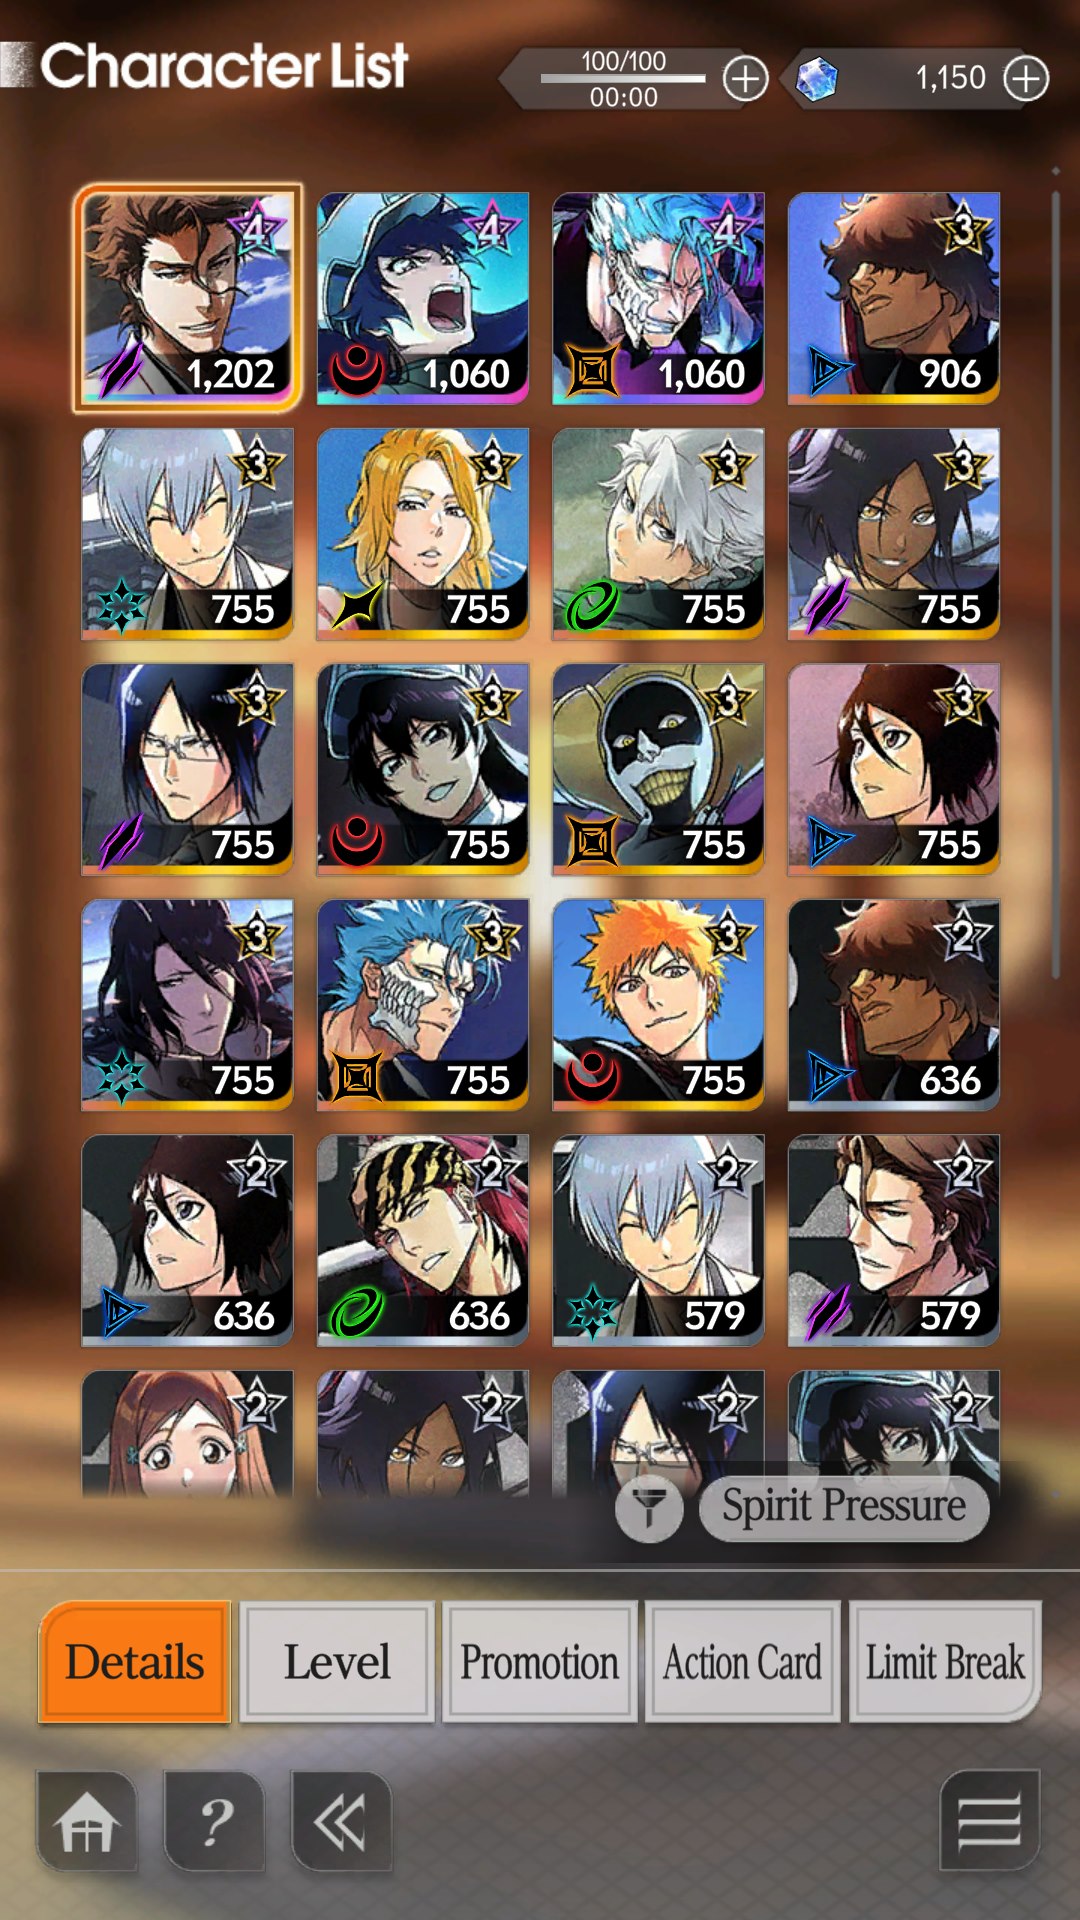 Character List
100/100
00:00
1,150
4 4 4 3
1,202 1,060 1,060 906
3 3 3 3
755 755 755 755
3 3 3 3
755 755 755 755
3 3 3 2
755 755 755 636
2 2 2 2
636 636 579 579
2 2 2 2
Spirit Pressure
Details Level Promotion Action Card Limit Break
?